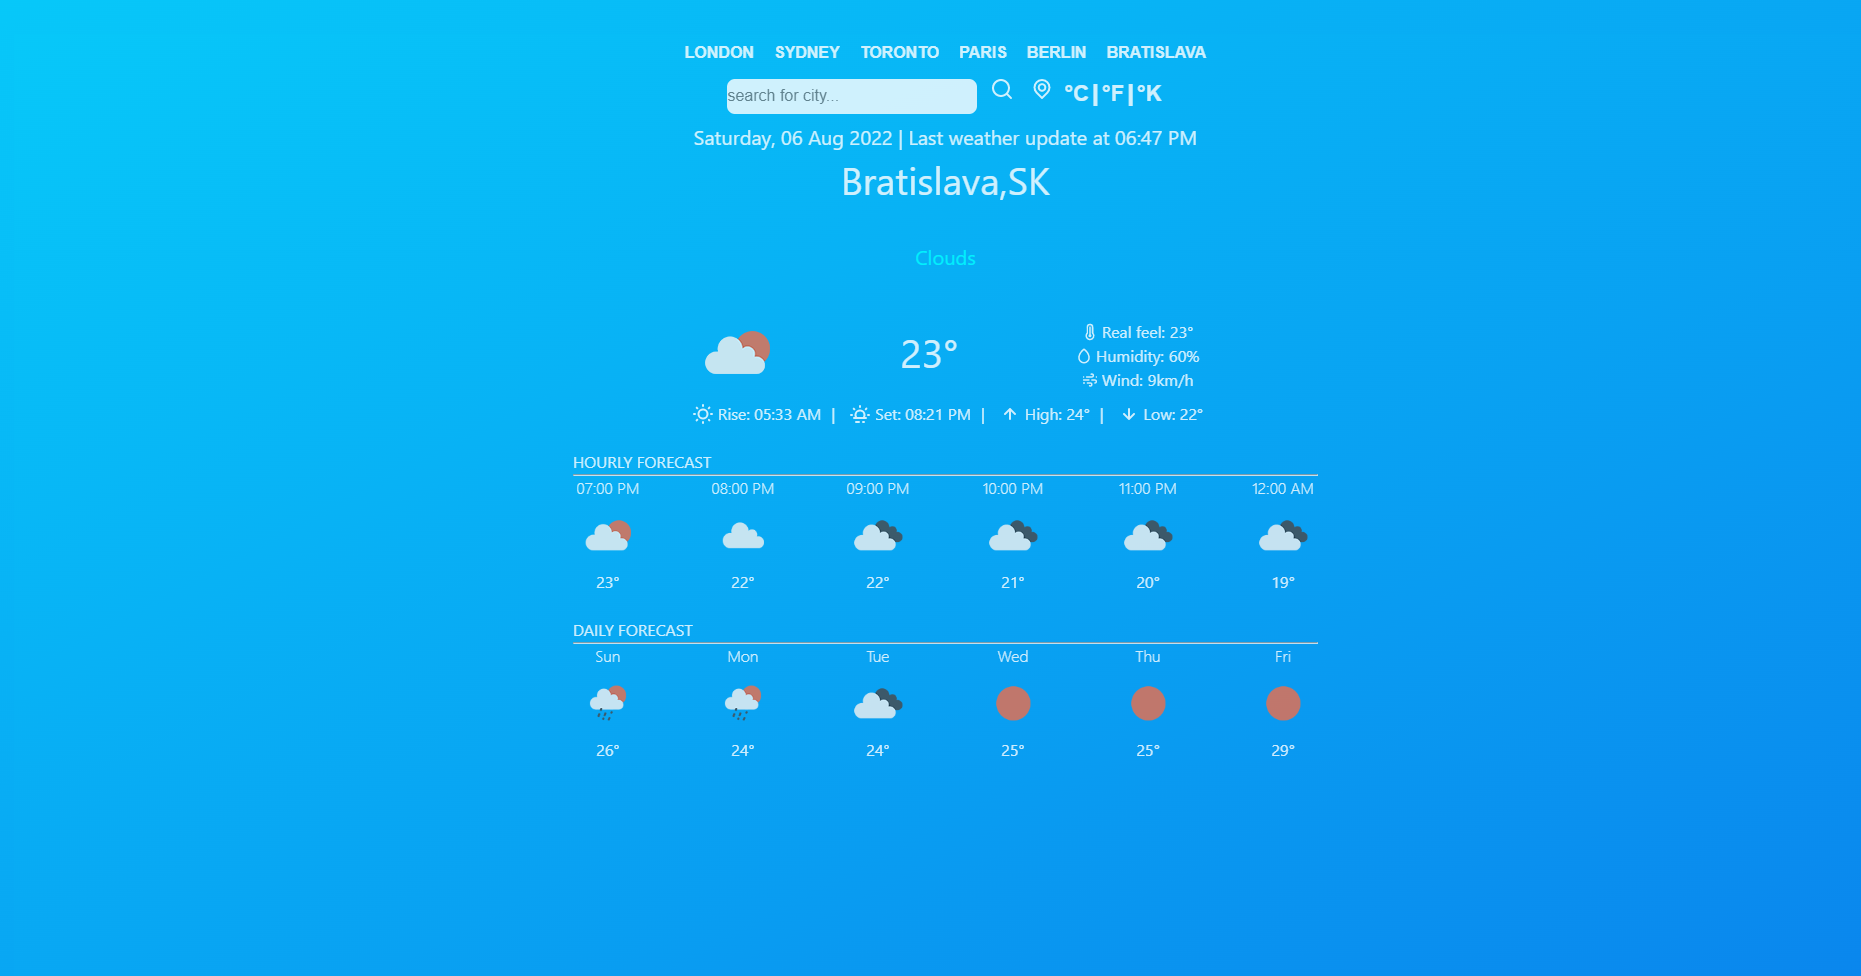 LONDON SYDNEY TORONTO PARIS BERLIN BRATISLAVA
search for city... °C|°F|°K
Saturday, 06 Aug 2022 | Last weather update at 06:47 PM
Bratislava,SK
Clouds
23°
Real feel: 23°
Humidity: 60%
Wind: 9km/h
Rise: 05:33 AM | Set: 08:21 PM | High: 24° | Low: 22°
HOURLY FORECAST
07:00 PM 08:00 PM 09:00 PM 10:00 PM 11:00 PM 12:00 AM
23° 22° 22° 21° 20° 19°
DAILY FORECAST
Sun Mon Tue Wed Thu Fri
26° 24° 24° 25° 25° 29°